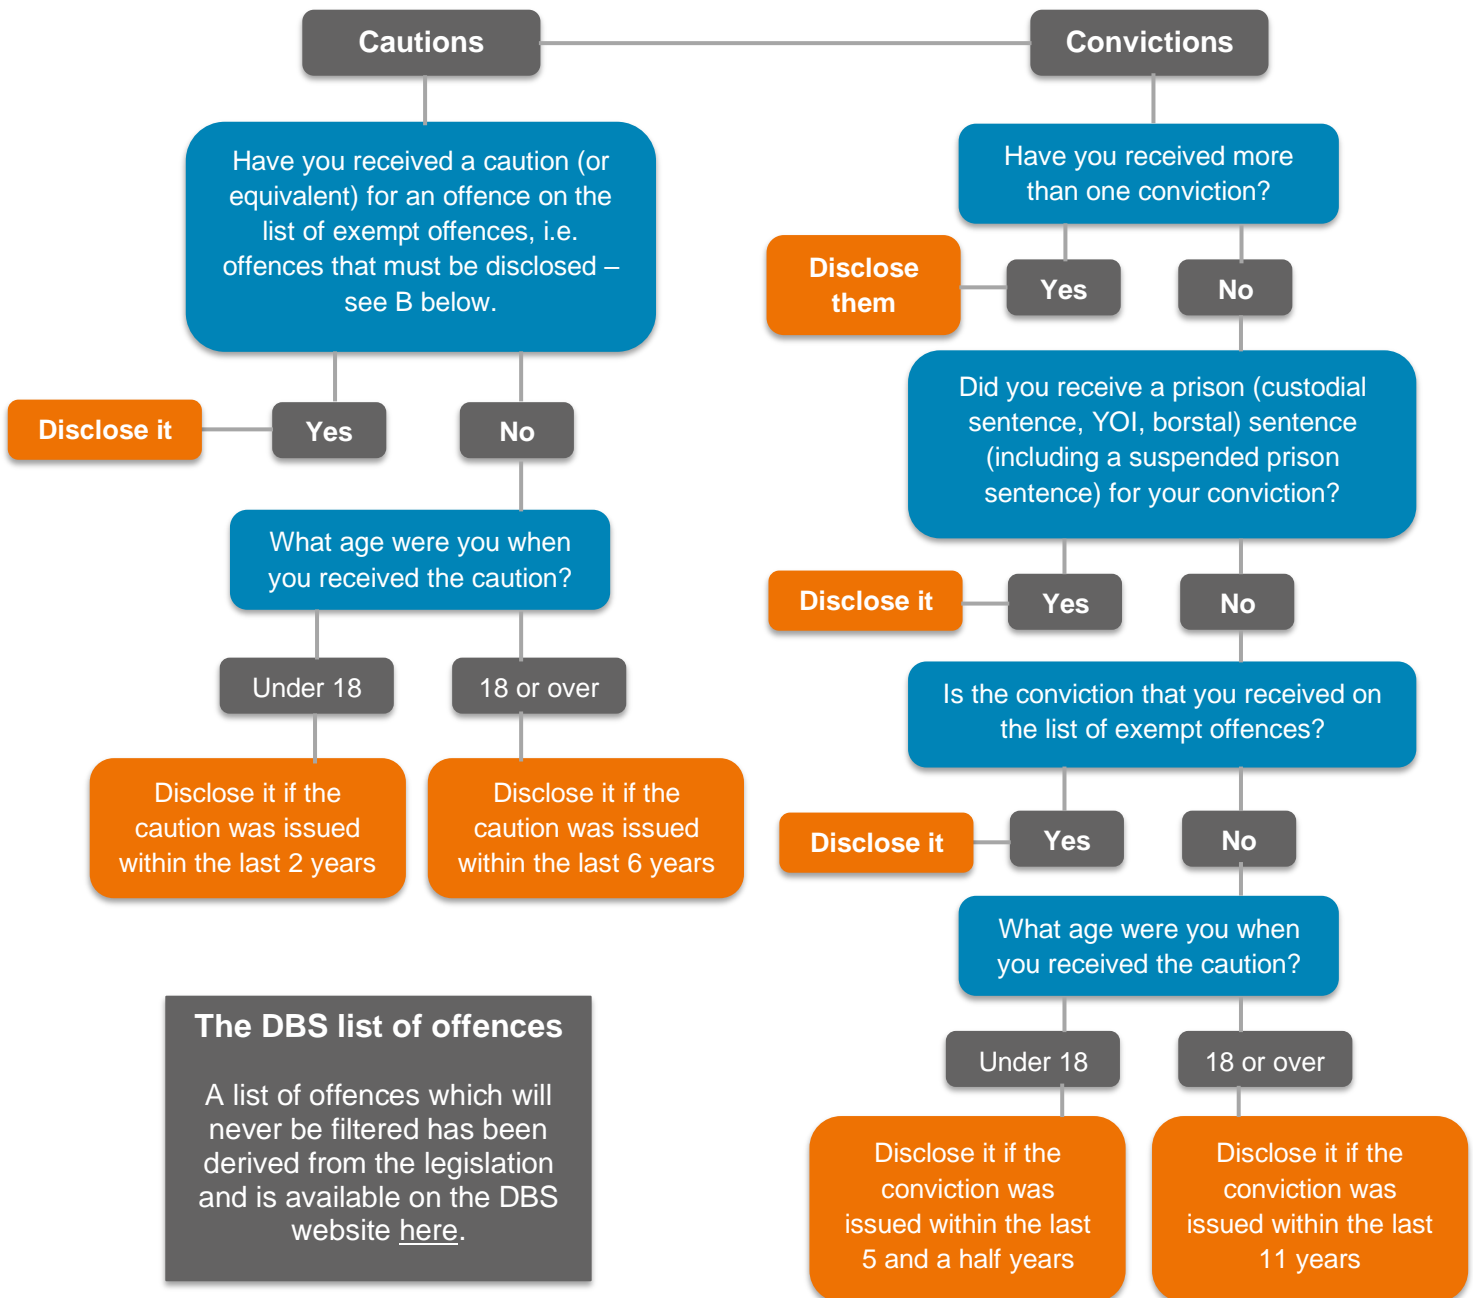 Cautions
Have you received a caution (or
equivalent) for an offence on the
list of exempt offences, i.e.
offences that must be disclosed –
see B below.
Disclose it
Yes
No
What age were you when
you received the caution?
Under 18
18 or over
Disclose it if the
caution was issued
within the last 2 years
Disclose it if the
caution was issued
within the last 6 years
The DBS list of offences
A list of offences which will
never be filtered has been
derived from the legislation
and is available on the DBS
website here.
Convictions
Have you received more
than one conviction?
Disclose
them
Yes
No
Did you receive a prison (custodial
sentence, YOI, borstal) sentence
(including a suspended prison
sentence) for your conviction?
Disclose it
Yes
No
Is the conviction that you received on
the list of exempt offences?
Disclose it
Yes
No
What age were you when
you received the caution?
Under 18
18 or over
Disclose it if the
conviction was
issued within the last
5 and a half years
Disclose it if the
conviction was
issued within the last
11 years